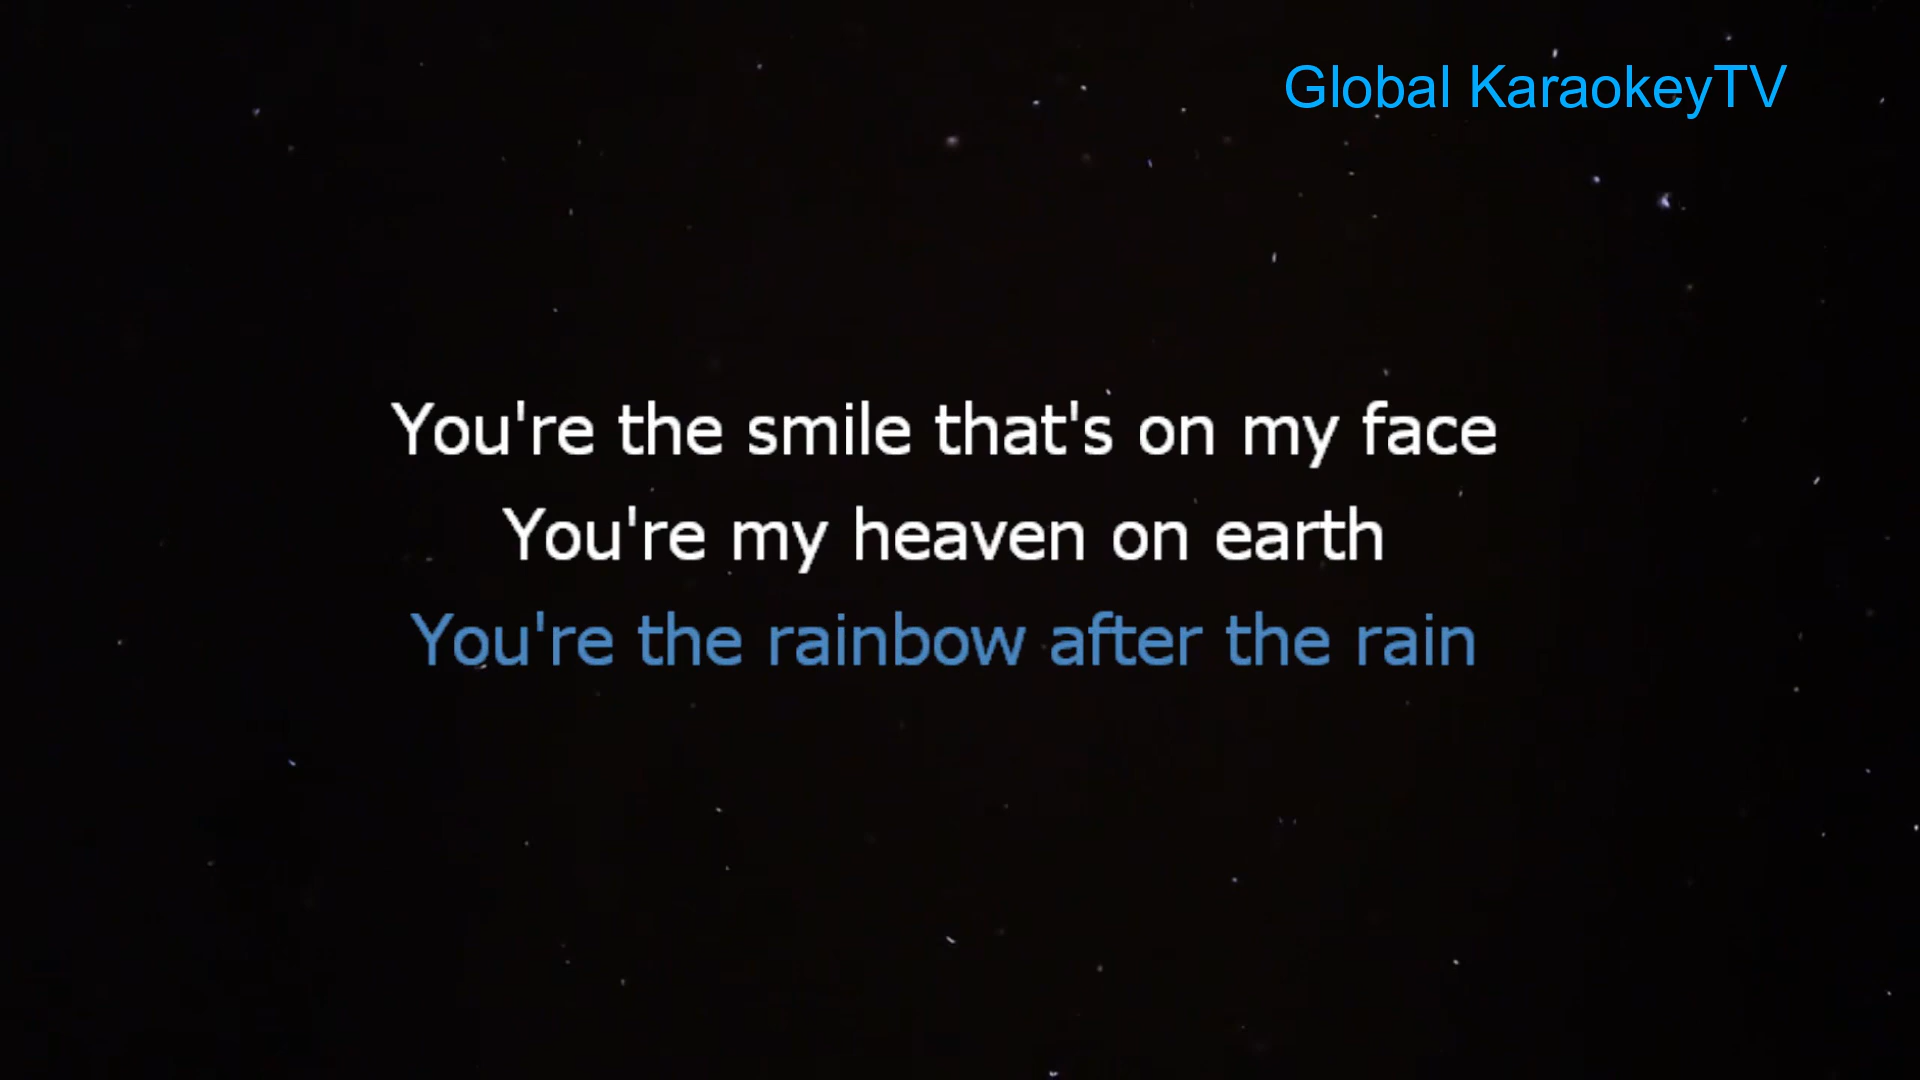 Global KaraokeyTV
You're the smile that's on my face
You're my heaven on earth
You're the rainbow after the rain